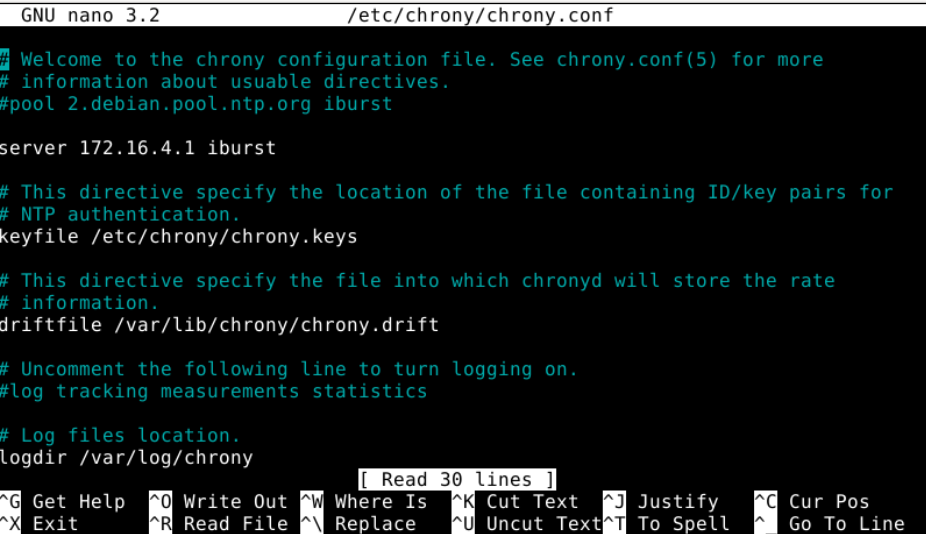 GNU nano 3.2 /etc/chrony/chrony.conf
# Welcome to the chrony configuration file. See chrony.conf(5) for more
# information about usuable directives.
#pool 2.debian.pool.ntp.org iburst
server 172.16.4.1 iburst
# This directive specify the location of the file containing ID/key pairs for
# NTP authentication.
keyfile /etc/chrony/chrony.keys
# This directive specify the file into which chronyd will store the rate
# information.
driftfile /var/lib/chrony/chrony.drift
# Uncomment the following line to turn logging on.
#log tracking measurements statistics
# Log files location.
logdir /var/log/chrony
[ Read 30 lines ]
^G Get Help ^O Write Out ^W Where Is ^K Cut Text ^J Justify ^C Cur Pos
^X Exit ^R Read File ^\ Replace ^U Uncut Text^T To Spell ^_ Go To Line